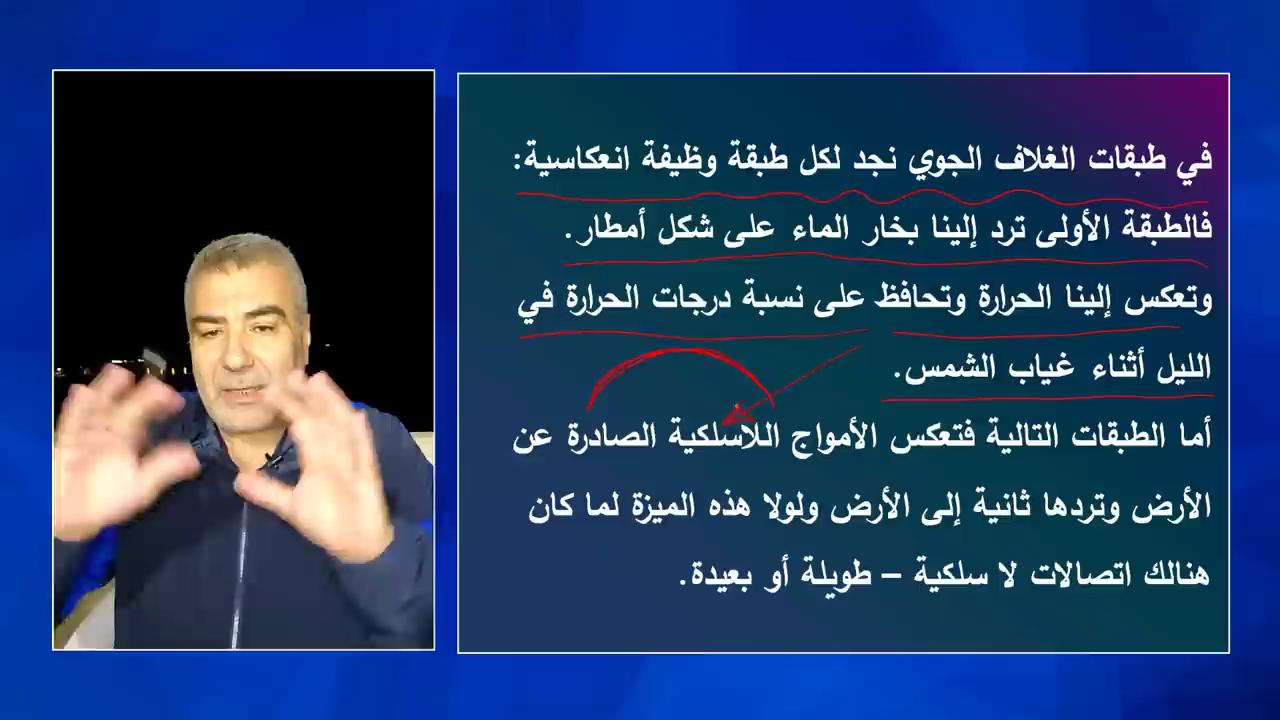 في طبقات الغلاف الجوي نجد لكل طبقة وظيفة انعكاسية:
فالطبقة الأولى ترد إلينا بخار الماء على شكل أمطار.
وتعكس إلينا الحرارة وتحافظ على نسبة درجات الحرارة في
الليل أثناء غياب الشمس.
أما الطبقات التالية فتعكس الأمواج اللاسلكية الصادرة عن
الأرض وتردها ثانية إلى الأرض ولولا هذه الميزة لما كان
هنالك اتصالات لا سلكية – طويلة أو بعيدة.